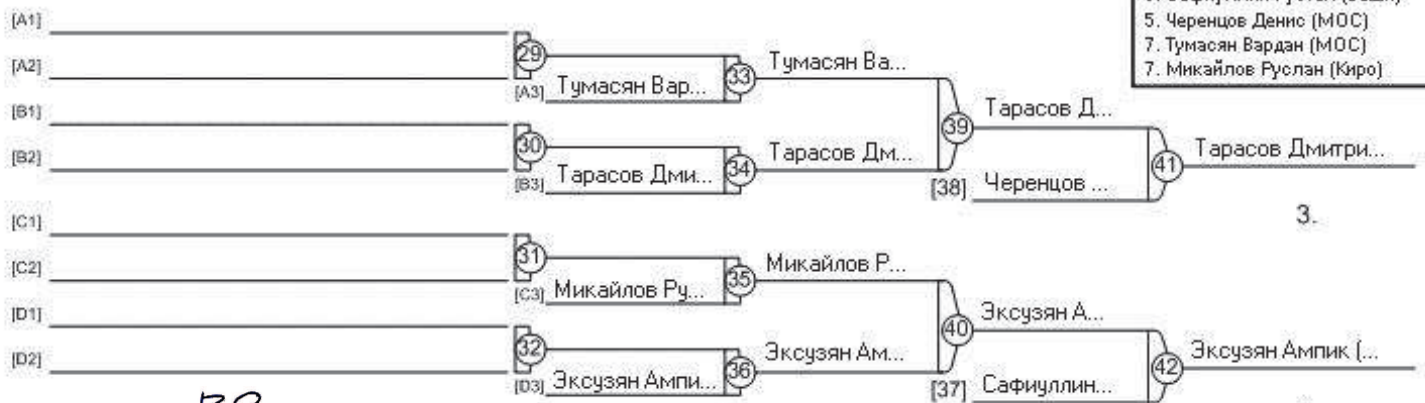 5. Черенцов Денис (МОС)
7. Тумасян Вардан (МОС)
7. Микайлов Руслан (Киро)
[A1]
[A2]
29
[A3] Тумасян Вар...
33
Тумасян Ва...
[B1]
[B2]
30
[B3] Тарасов Дми...
34
Тарасов Дм...
39
Тарасов Д...
[38] Черенцов ...
41
Тарасов Дмитри...
3.
[C1]
[C2]
31
[C3] Микайлов Ру...
35
Микайлов Р...
[D1]
[D2]
32
[D3] Эксузян Ампи...
36
Эксузян Ам...
40
Эксузян А...
[37] Сафиуллин...
42
Эксузян Ампик (...